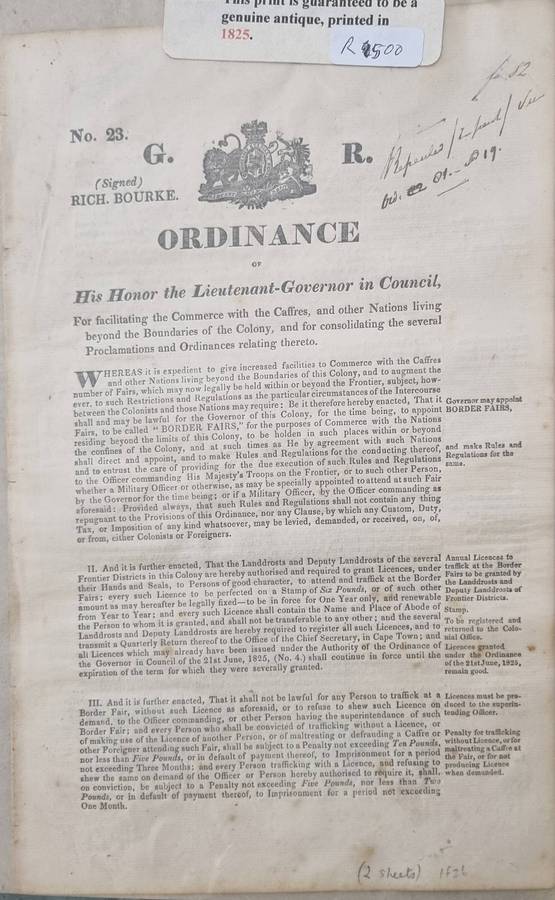 This print is guaranteed to be a
genuine antique, printed in
1825.
R 1500
No. 23.
G. R.
(Signed)
RICH. BOURKE.
Repealed / in part / See
Ord. 81. - 19.
ORDINANCE
OF
His Honor the Lieutenant-Governor in Council,
For facilitating the Commerce with the Caffres, and other Nations living
beyond the Boundaries of the Colony, and for consolidating the several
Proclamations and Ordinances relating thereto.
WHEREAS it is expedient to give increased facilities to Commerce with the Caffres
and other Nations living beyond the Boundaries of this Colony, and to augment the
number of Fairs, which may now legally be held within or beyond the Frontier, subject, how-
ever, to such Restrictions and Regulations as the particular circumstances of the Intercourse
between the Colonists and those Nations may require: Be it therefore hereby enacted, That it
shall and may be lawful for the Governor of this Colony, for the time being, to appoint
Fairs, to be called "BORDER FAIRS," for the purposes of Commerce with the Nations
residing beyond the limits of this Colony, to be holden in such places within or beyond
the confines of the Colony, and at such times as He by agreement with such Nations
shall direct and appoint, and to make Rules and Regulations for the conducting thereof,
and to entrust the care of providing for the due execution of such Rules and Regulations
to the Officer commanding His Majesty's Troops on the Frontier, or to such other Person,
whether a Military Officer or otherwise, as may be specially appointed to attend at such Fair
by the Governor for the time being; or if a Military Officer, by the Officer commanding as
aforesaid: Provided always, that such Rules and Regulations shall not contain any thing
repugnant to the Provisions of this Ordinance, nor any Clause, by which any Custom, Duty,
Tax, or Imposition of any kind whatsoever, may be levied, demanded, or received, on, of,
or from, either Colonists or Foreigners.
Governor may appoint
BORDER FAIRS,
and make Rules and
Regulations for the
same.
II. And it is further enacted, That the Landdrosts and Deputy Landdrosts of the several
Frontier Districts in this Colony are hereby authorised and required to grant Licences, under
their Hands and Seals, to Persons of good character, to attend and traffick at the Border
Fairs; every such Licence to be perfected on a Stamp of Six Pounds, or of such other
amount as may hereafter be legally fixed—to be in force for One Year only, and renewable
from Year to Year; and every such Licence shall contain the Name and Place of Abode of
the Person to whom it is granted, and shall not be transferable to any other; and the several
Landdrosts and Deputy Landdrosts are hereby required to register all such Licences, and to
transmit a Quarterly Return thereof to the Office of the Chief Secretary, in Cape Town; and
all Licences which may already have been issued under the Authority of the Ordinance of
the Governor in Council of the 21st June, 1825, (No. 4.) shall continue in force until the
expiration of the term for which they were severally granted.
Annual Licences to
traffick at the Border
Fairs to be granted by
the Landdrosts and
Deputy Landdrosts of
Frontier Districts.
Stamp.
To be registered and
returned to the Colo-
nial Office.
Licences granted
under the Ordinance
of the 21st June, 1825,
remain good.
III. And it is further enacted, That it shall not be lawful for any Person to traffick at a
Border Fair, without such Licence as aforesaid, or to refuse to shew such Licence on
demand, to the Officer commanding, or other Person having the superintendance of such
Border Fair; and every Person who shall be convicted of trafficking without a Licence, or
of making use of the Licence of another Person, or of maltreating or defrauding a Caffre or
other Foreigner attending such Fair, shall be subject to a Penalty not exceeding Ten Pounds,
nor less than Five Pounds, or in default of payment thereof, to Imprisonment for a period
not exceeding Three Months; and every Person trafficking with a Licence, and refusing to
shew the same on demand of the Officer or Person hereby authorised to require it, shall,
on conviction, be subject to a Penalty not exceeding Five Pounds, nor less than Two
Pounds, or in default of payment thereof, to Imprisonment for a period not exceeding
One Month.
Licences must be pro-
duced to the superin-
tending Officer.
Penalty for trafficking
without Licence, or for
maltreating a Caffre at
the Fair, or for not
producing Licence
when demanded.
(2 sheets) 1826